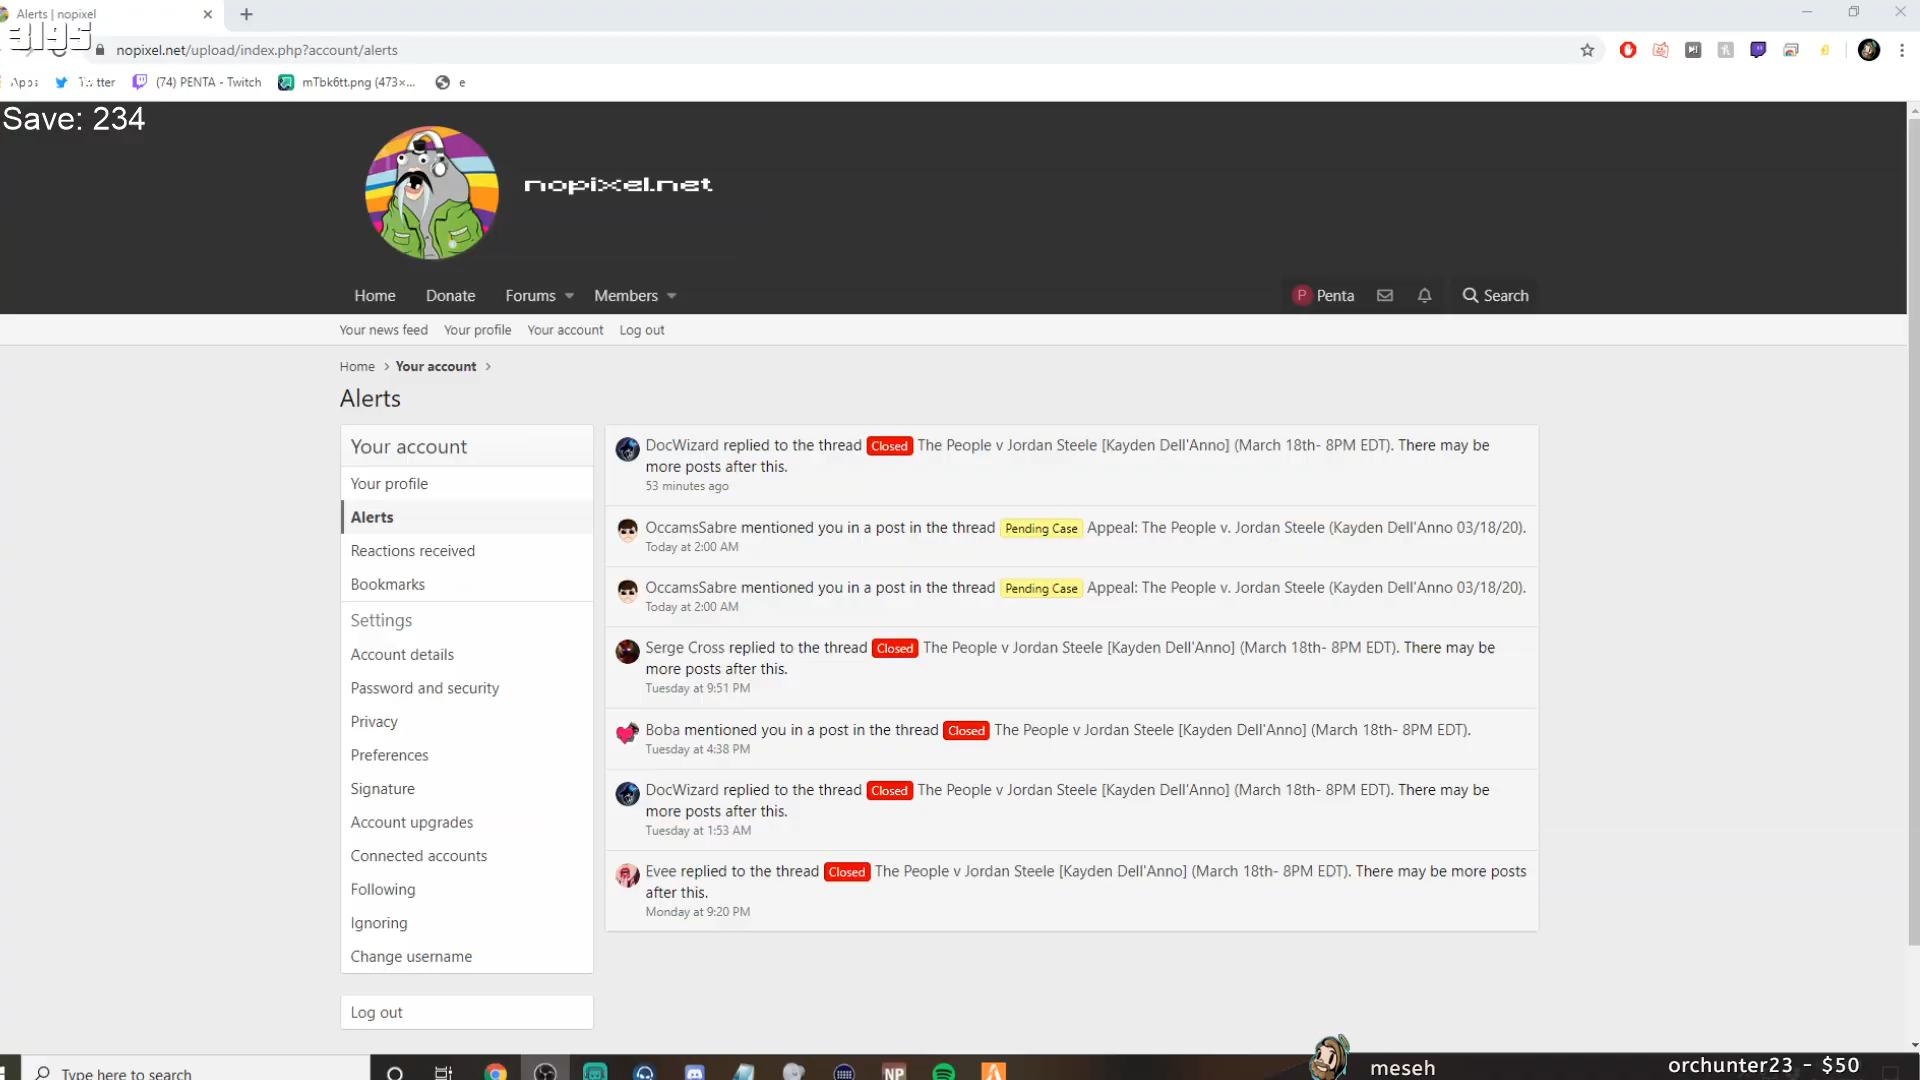 Alerts | nopixel
nopixel.net/upload/index.php?account/alerts
Apps
(74) PENTA - Twitch
mTbk6tt.png (473×...
e
Save: 234
nopixel.net
Home
Donate
Forums
Members
P
Penta
Search
Your news feed
Your profile
Your account
Log out
Home
Your account
Alerts
Your account
Your profile
Alerts
Reactions received
Bookmarks
Settings
Account details
Password and security
Privacy
Preferences
Signature
Account upgrades
Connected accounts
Following
Ignoring
Change username
Log out
DocWizard replied to the thread Closed The People v Jordan Steele [Kayden Dell'Anno] (March 18th- 8PM EDT). There may be
more posts after this.
53 minutes ago
OccamsSabre mentioned you in a post in the thread Pending Case Appeal: The People v. Jordan Steele (Kayden Dell'Anno 03/18/20).
Today at 2:00 AM
OccamsSabre mentioned you in a post in the thread Pending Case Appeal: The People v. Jordan Steele (Kayden Dell'Anno 03/18/20).
Today at 2:00 AM
Serge Cross replied to the thread Closed The People v Jordan Steele [Kayden Dell'Anno] (March 18th- 8PM EDT). There may be
more posts after this.
Tuesday at 9:51 PM
Boba mentioned you in a post in the thread Closed The People v Jordan Steele [Kayden Dell'Anno] (March 18th- 8PM EDT).
Tuesday at 4:38 PM
DocWizard replied to the thread Closed The People v Jordan Steele [Kayden Dell'Anno] (March 18th- 8PM EDT). There may be
more posts after this.
Tuesday at 1:53 AM
Evee replied to the thread Closed The People v Jordan Steele [Kayden Dell'Anno] (March 18th- 8PM EDT). There may be more posts
after this.
Monday at 9:20 PM
Type here to search
NP
meseh
orchunter23 - $50